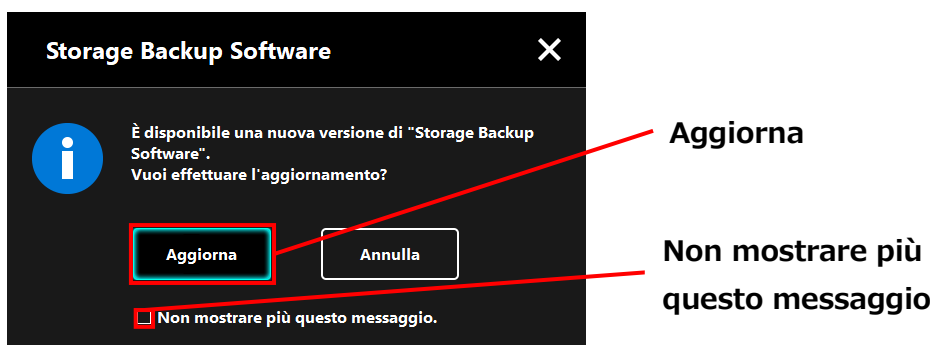 Storage Backup Software
È disponibile una nuova versione di "Storage Backup
Software".
Vuoi effettuare l'aggiornamento?
Aggiorna
Annulla
Non mostrare più questo messaggio.
Aggiorna
Non mostrare più
questo messaggio